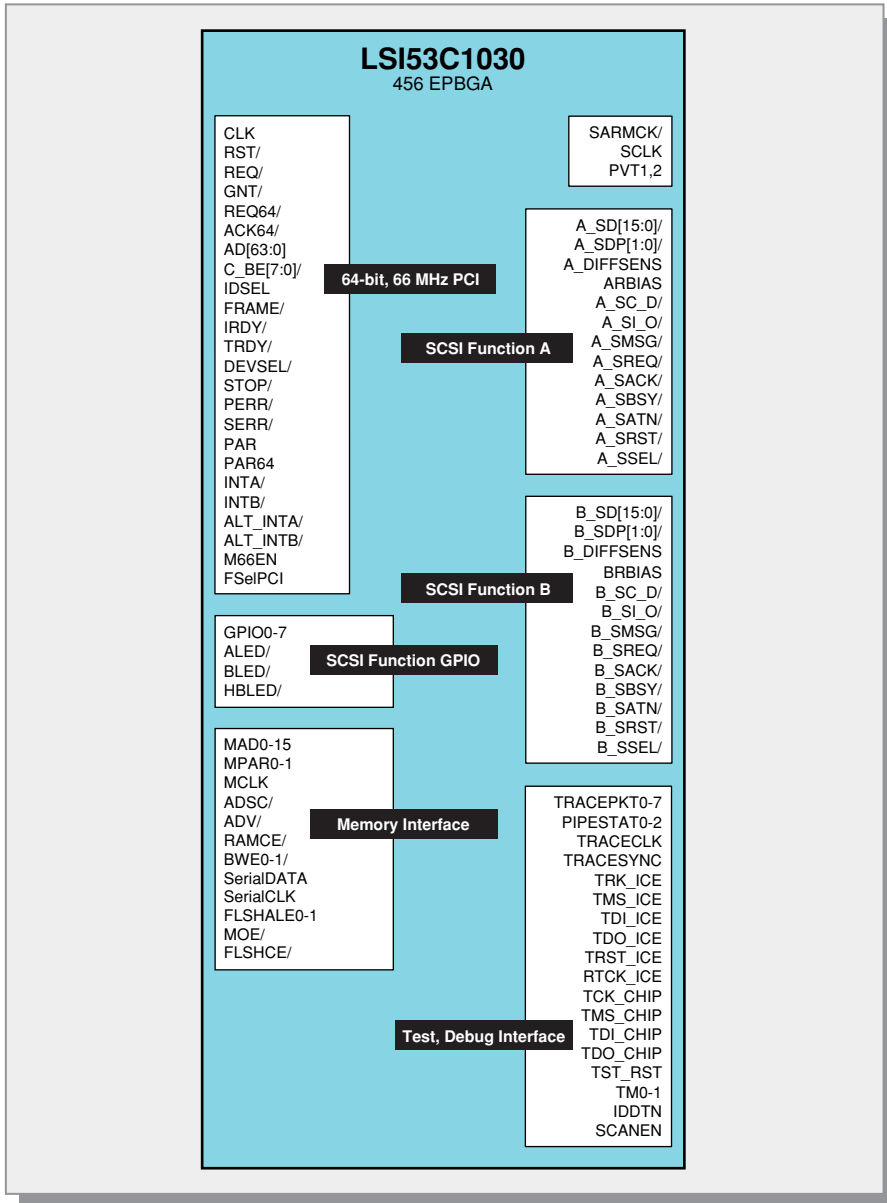 LSI53C1030
456 EPBGA
CLK
RST/
REQ/
GNT/
REQ64/
ACK64/
AD[63:0]
C_BE[7:0]/
IDSEL
FRAME/
IRDY/
TRDY/
DEVSEL/
STOP/
PERR/
SERR/
PAR
PAR64
INTA/
INTB/
ALT_INTA/
ALT_INTB/
M66EN
FSelPCI
64-bit, 66 MHz PCI
GPIO0-7
ALED/
BLED/
HBLED/
SCSI Function GPIO
MAD0-15
MPAR0-1
MCLK
ADSC/
ADV/
RAMCE/
BWE0-1/
SerialDATA
SerialCLK
FLSHALE0-1
MOE/
FLSHCE/
Memory Interface
SARMCK/
SCLK
PVT1,2
A_SD[15:0]/
A_SDP[1:0]/
A_DIFFSENS
ARBIAS
A_SC_D/
A_SI_O/
A_SMSG/
A_SREQ/
A_SACK/
A_SBSY/
A_SATN/
A_SRST/
A_SSEL/
SCSI Function A
B_SD[15:0]/
B_SDP[1:0]/
B_DIFFSENS
BRBIAS
B_SC_D/
B_SI_O/
B_SMSG/
B_SREQ/
B_SACK/
B_SBSY/
B_SATN/
B_SRST/
B_SSEL/
SCSI Function B
TRACEPKT0-7
PIPESTAT0-2
TRACECLK
TRACESYNC
TRK_ICE
TMS_ICE
TDI_ICE
TDO_ICE
TRST_ICE
RTCK_ICE
TCK_CHIP
TMS_CHIP
TDI_CHIP
TDO_CHIP
TST_RST
TM0-1
IDDTN
SCANEN
Test, Debug Interface